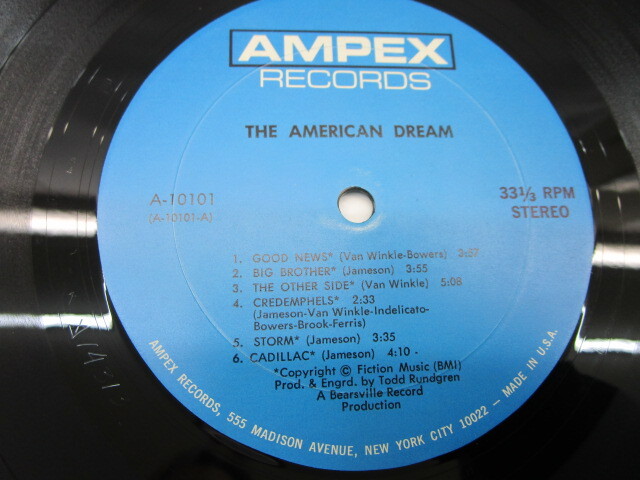 AMPEX
RECORDS
THE AMERICAN DREAM
A-10101
(A-10101-A)
33⅓ RPM
STEREO
1. GOOD NEWS* (Van Winkle-Bowers) 3:57
2. BIG BROTHER* (Jameson) 3:55
3. THE OTHER SIDE* (Van Winkle) 5:08
4. CREDEMPHELS* 2:33
(Jameson-Van Winkle-Indelicato-
Bowers-Brook-Ferris)
5. STORM* (Jameson) 3:35
6. CADILLAC* (Jameson) 4:10
*Copyright © Fiction Music (BMI)
Prod. & Engrd. by Todd Rundgren
A Bearsville Record
Production
AMPEX RECORDS, 555 MADISON AVENUE, NEW YORK CITY 10022 — MADE IN U.S.A.